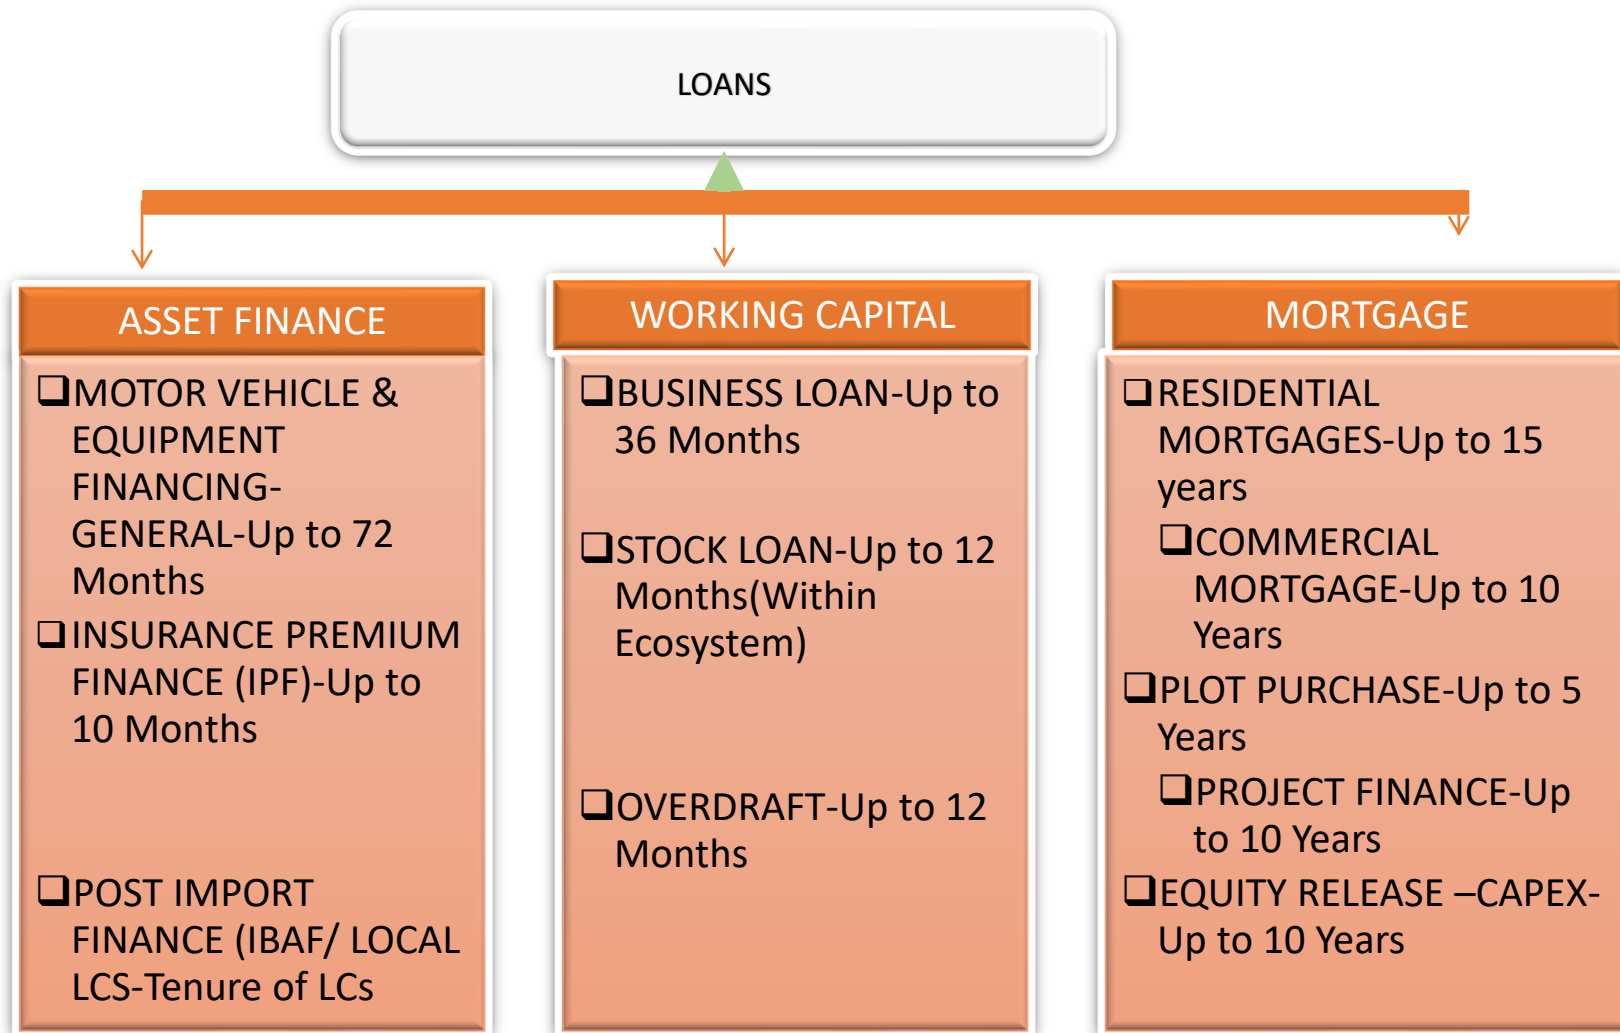 LOANS
ASSET FINANCE
❑MOTOR VEHICLE &
EQUIPMENT
FINANCING-
GENERAL-Up to 72
Months
❑INSURANCE PREMIUM
FINANCE (IPF)-Up to
10 Months
❑POST IMPORT
FINANCE (IBAF/ LOCAL
LCS-Tenure of LCs
WORKING CAPITAL
❑BUSINESS LOAN-Up to
36 Months
❑STOCK LOAN-Up to 12
Months(Within
Ecosystem)
❑OVERDRAFT-Up to 12
Months
MORTGAGE
❑RESIDENTIAL
MORTGAGES-Up to 15
years
❑COMMERCIAL
MORTGAGE-Up to 10
Years
❑PLOT PURCHASE-Up to 5
Years
❑PROJECT FINANCE-Up
to 10 Years
❑EQUITY RELEASE –CAPEX-
Up to 10 Years